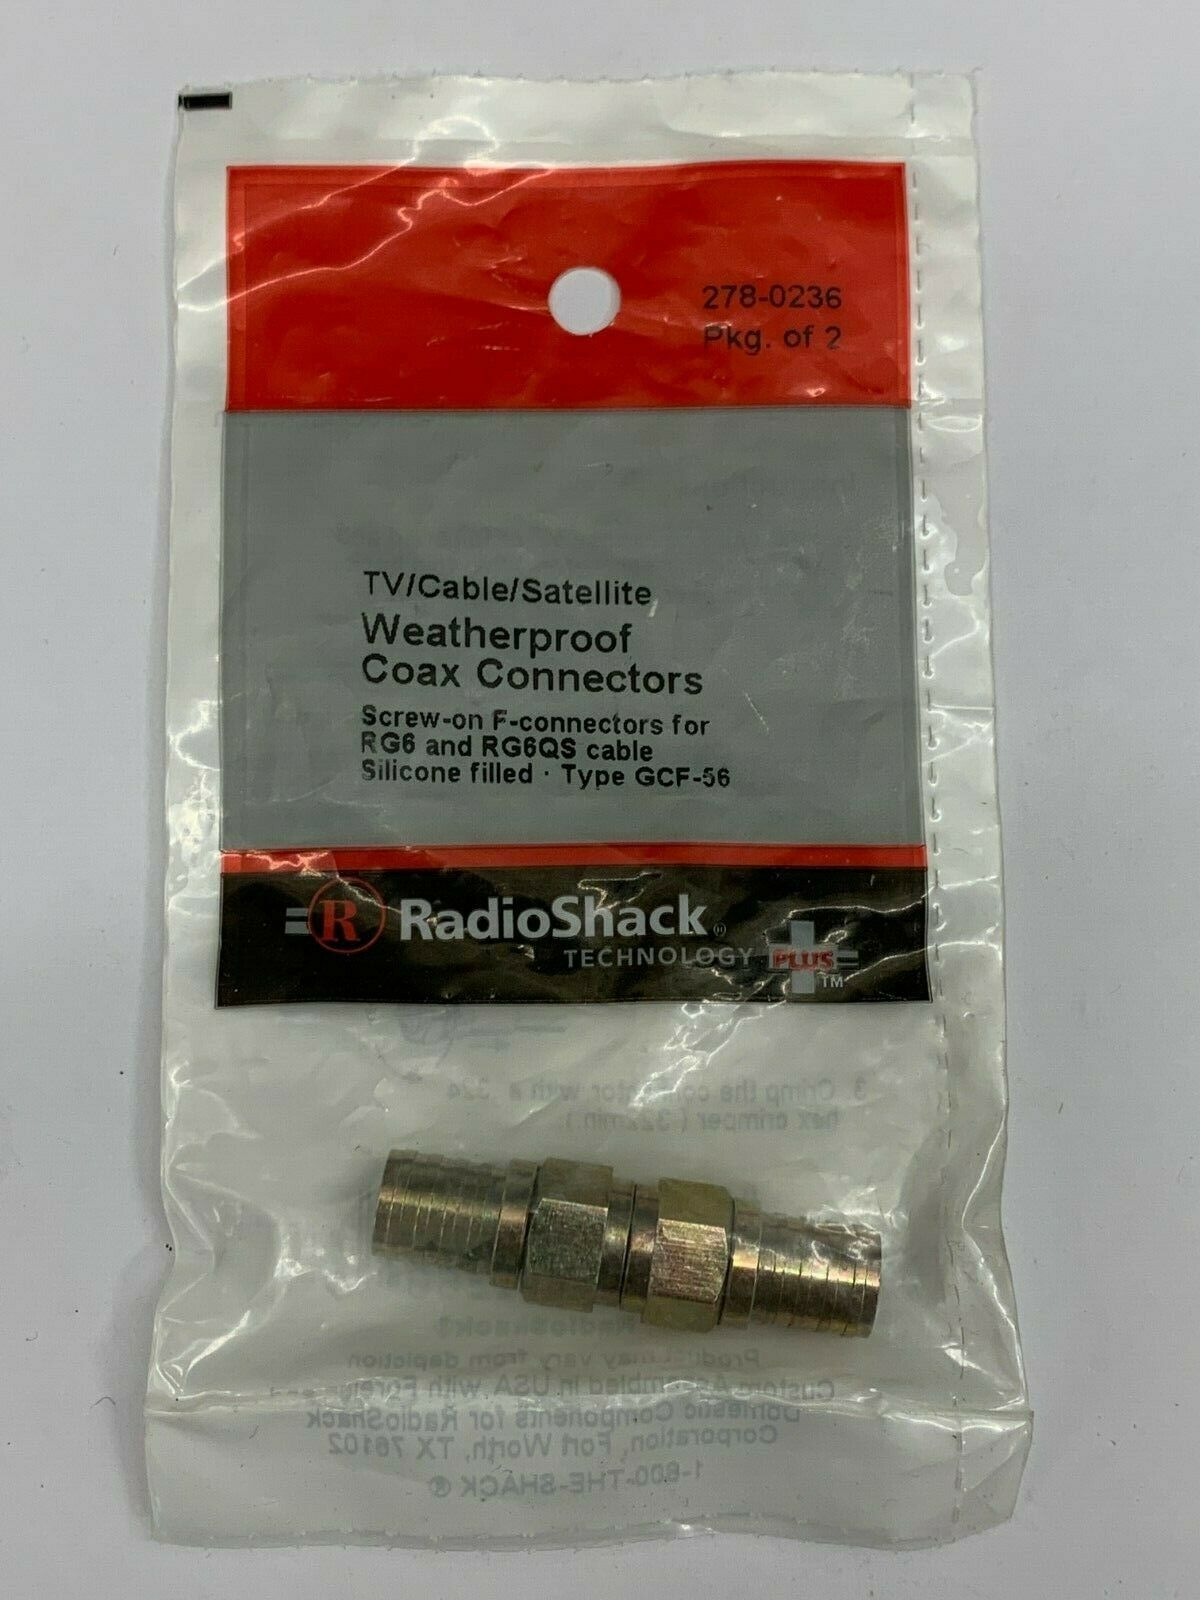 278-0236
Pkg. of 2
TV/Cable/Satellite
Weatherproof
Coax Connectors
Screw-on F-connectors for
RG6 and RG6QS cable
Silicone filled · Type GCF-56
R RadioShack®
TECHNOLOGY PLUS™
3 Crimp the connector with a .324
hex crimper (.322min.).
RadioShack
Product may vary from depiction
Custom Assembled in USA with Foreign and
Domestic Components for RadioShack
Corporation, Fort Worth, TX 76102
1-800-THE-SHACK ®